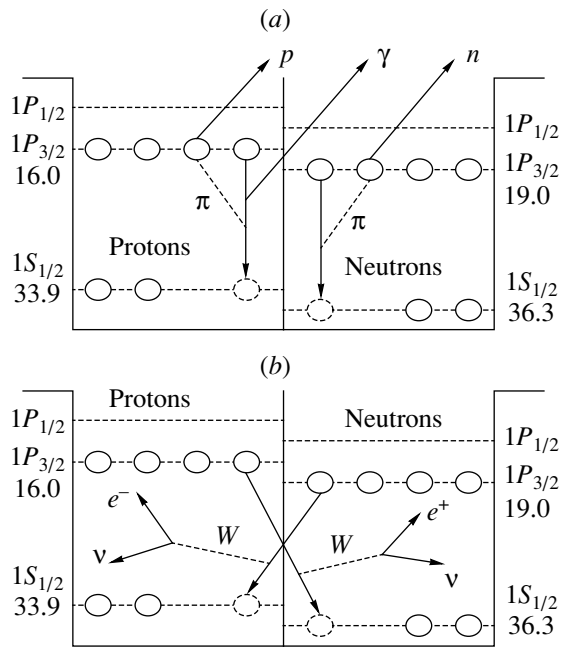 (a)
p γ n
1P1/2
1P1/2
1P3/2
1P3/2
16.0
19.0
π π
Protons
Neutrons
1S1/2
33.9
1S1/2
36.3
(b)
Protons
Neutrons
1P1/2
1P1/2
1P3/2
1P3/2
16.0
19.0
e− e+
W W
ν ν
1S1/2
33.9
1S1/2
36.3